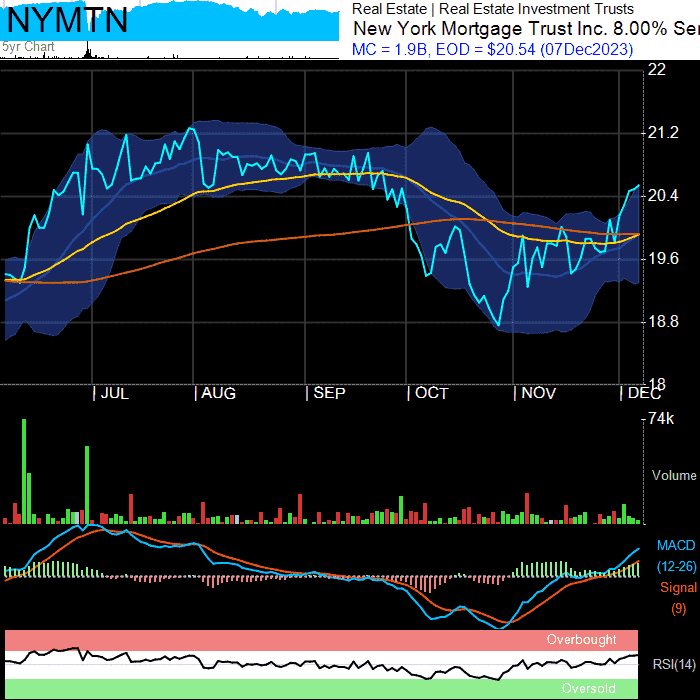 NYMTN
5yr Chart
Real Estate | Real Estate Investment Trusts
New York Mortgage Trust Inc. 8.00% Ser
MC = 1.9B, EOD = $20.54 (07Dec2023)
22
21.2
20.4
19.6
18.8
18
| JUL
| AUG
| SEP
| OCT
| NOV
| DEC
74k
Volume
MACD
(12-26)
Signal
(9)
Overbought
RSI(14)
Oversold